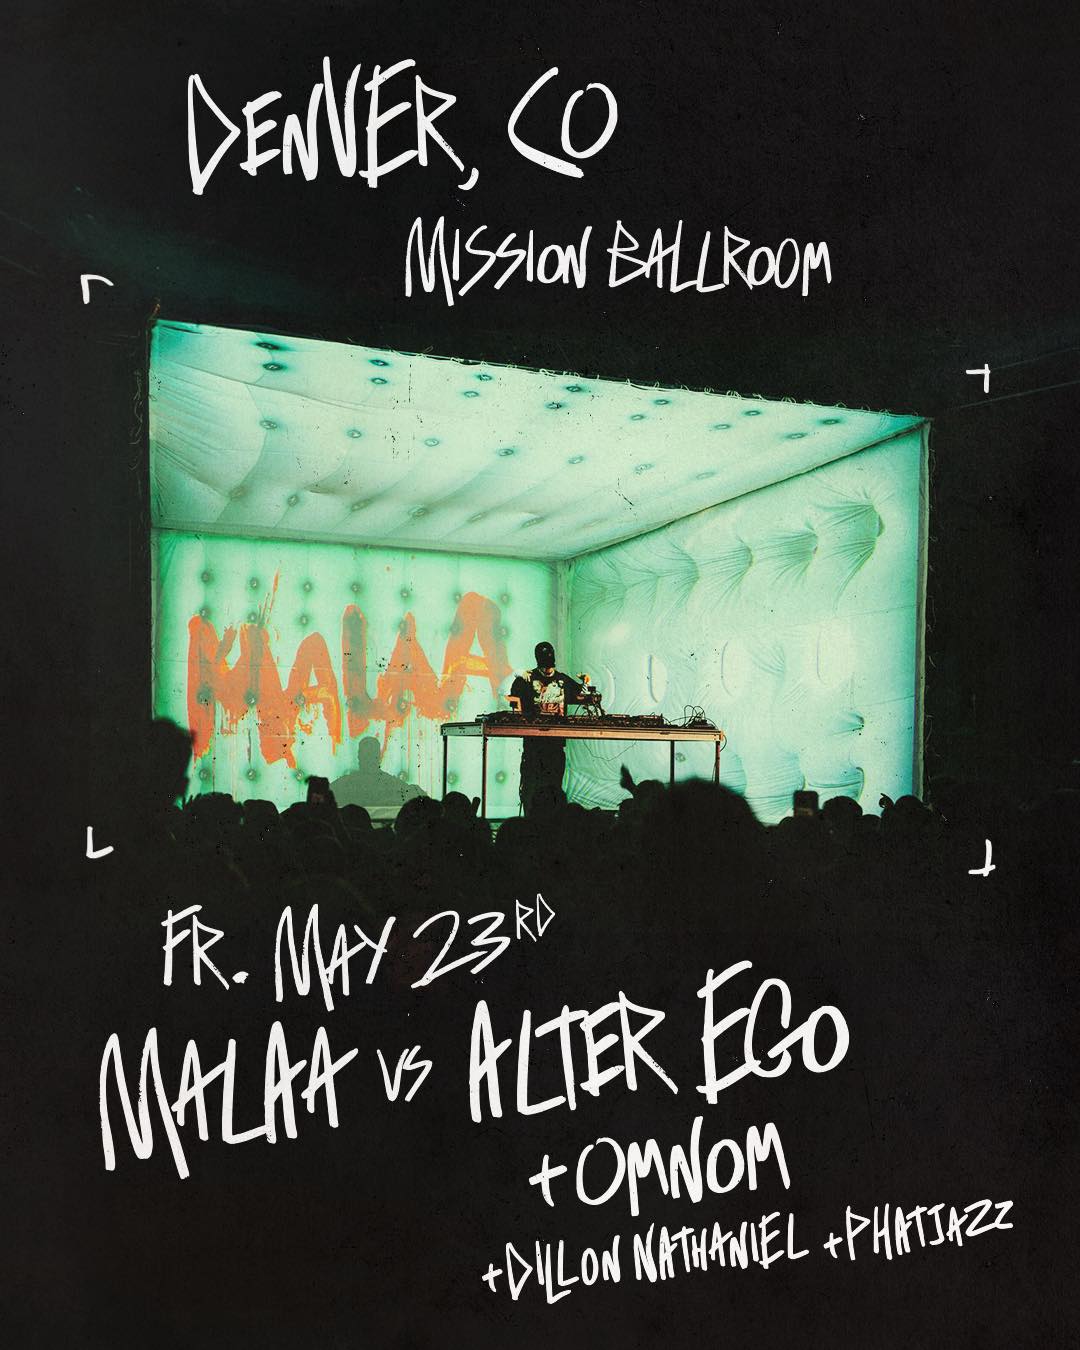 DENVER, CO
MISSION BALLROOM
MALAA
FR. MAY 23RD
MALAA VS ALTER EGO
+OMNOM
+DILLON NATHANIEL +PHATJAZZ